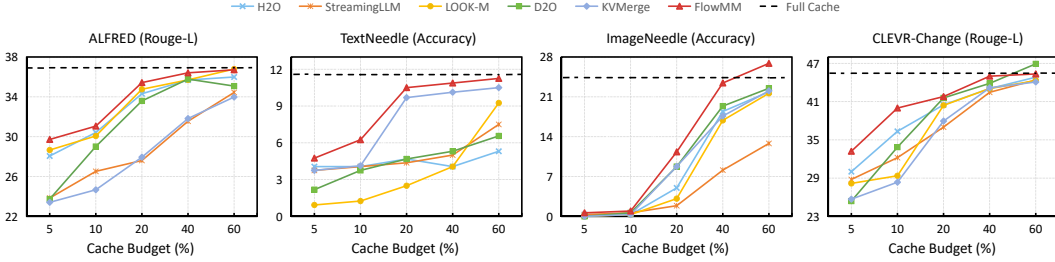 H2O StreamingLLM LOOK-M D2O KVMerge FlowMM Full Cache
ALFRED (Rouge-L)
38
34
30
26
22
5 10 20 40 60
Cache Budget (%)
TextNeedle (Accuracy)
12
9
6
3
0
5 10 20 40 60
Cache Budget (%)
ImageNeedle (Accuracy)
28
21
14
7
0
5 10 20 40 60
Cache Budget (%)
CLEVR-Change (Rouge-L)
47
41
35
29
23
5 10 20 40 60
Cache Budget (%)